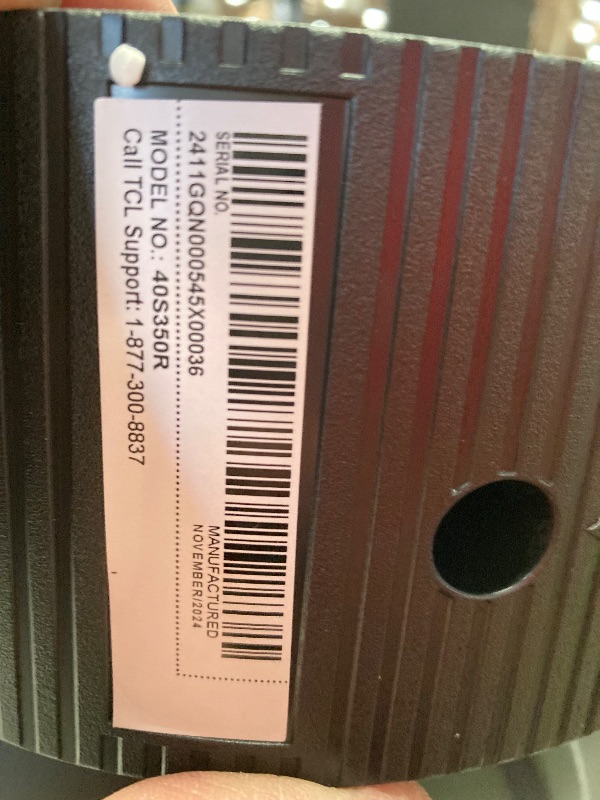 SERIAL NO.
2411GQN000545X00036
MANUFACTURED
NOVEMBER/2024
MODEL NO.: 40S350R
Call TCL Support: 1-877-300-8837